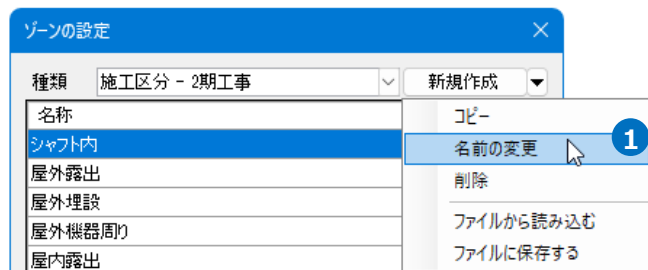 ゾーンの設定
種類 施工区分 - 2期工事 新規作成
名称
シャフト内
屋外露出
屋外埋設
屋外機器周り
屋内露出
コピー
名前の変更 1
削除
ファイルから読み込む
ファイルに保存する